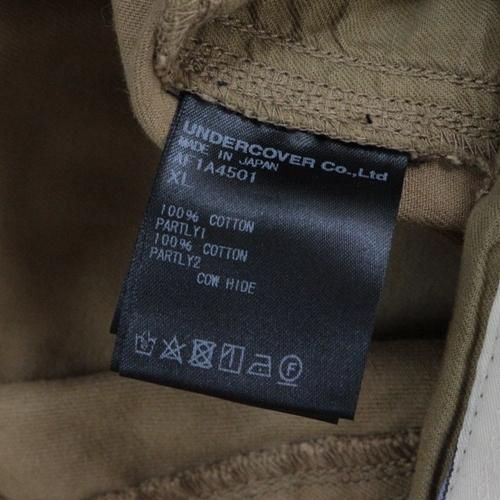 UNDERCOVER Co.,Ltd
MADE IN JAPAN
AF1A4501
XL
100% COTTON
PARTLY1
100% COTTON
PARTLY2
COW HIDE
F